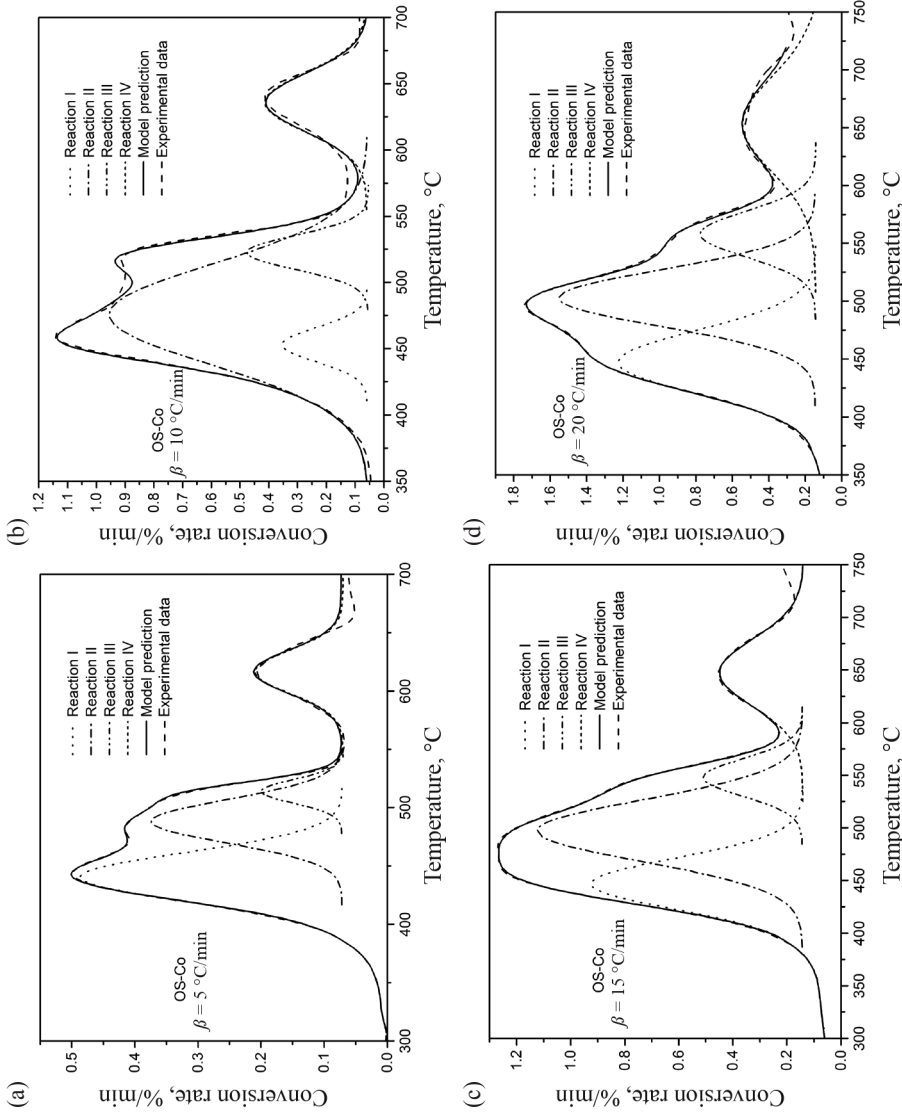 (a)
Conversion rate, %/min
0.5
0.4
0.3
0.2
0.1
0.0
300
400
500
600
700
Temperature, °C
OS-Co
β = 5 °C/min
Reaction I
Reaction II
Reaction III
Reaction IV
Model prediction
Experimental data
(b)
Conversion rate, %/min
1.2
1.1
1.0
0.9
0.8
0.7
0.6
0.5
0.4
0.3
0.2
0.1
0.0
350
400
450
500
550
600
650
700
Temperature, °C
OS-Co
β = 10 °C/min
Reaction I
Reaction II
Reaction III
Reaction IV
Model prediction
Experimental data
(c)
Conversion rate, %/min
1.2
1.0
0.8
0.6
0.4
0.2
0.0
300
350
400
450
500
550
600
650
700
750
Temperature, °C
OS-Co
β = 15 °C/min
Reaction I
Reaction II
Reaction III
Reaction IV
Model prediction
Experimental data
(d)
Conversion rate, %/min
1.8
1.6
1.4
1.2
1.0
0.8
0.6
0.4
0.2
0.0
350
400
450
500
550
600
650
700
750
Temperature, °C
OS-Co
β = 20 °C/min
Reaction I
Reaction II
Reaction III
Reaction IV
Model prediction
Experimental data